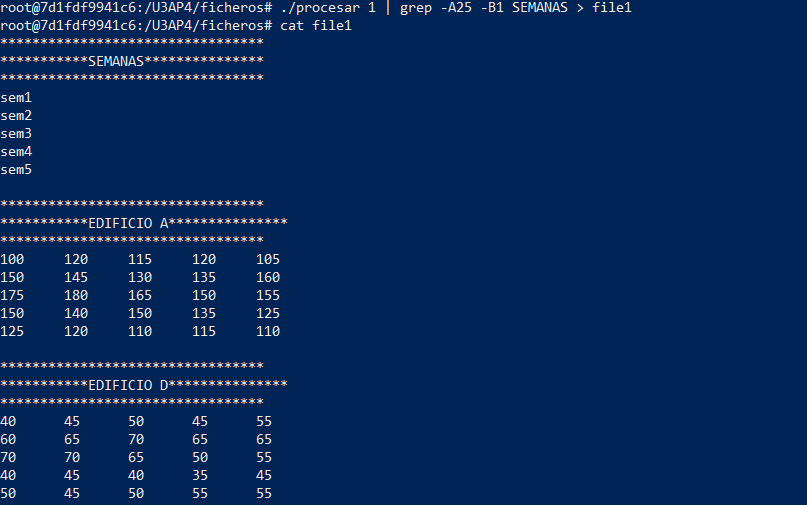 root@7d1fdf9941c6:/U3AP4/ficheros# ./procesar 1 | grep -A25 -B1 SEMANAS > file1
root@7d1fdf9941c6:/U3AP4/ficheros# cat file1
*********************************
***********SEMANAS***************
*********************************
sem1
sem2
sem3
sem4
sem5

*********************************
***********EDIFICIO A***************
*********************************
100 120 115 120 105
150 145 130 135 160
175 180 165 150 155
150 140 150 135 125
125 120 110 115 110

*********************************
***********EDIFICIO D***************
*********************************
40 45 50 45 55
60 65 70 65 65
70 70 65 50 55
40 45 40 35 45
50 45 50 55 55